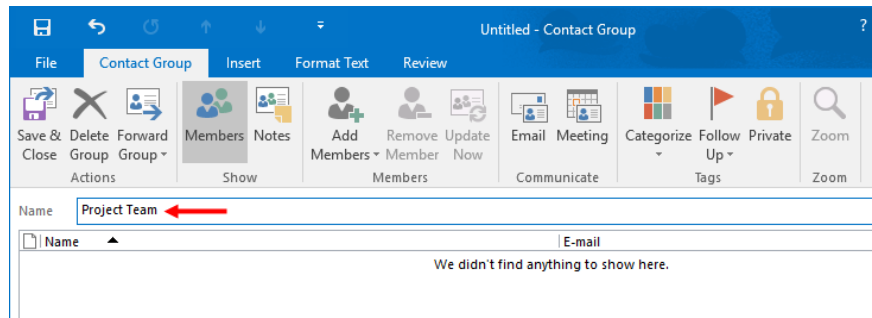 Untitled - Contact Group ?
File Contact Group Insert Format Text Review
Save & Delete Forward Members Notes Add Remove Update Email Meeting Categorize Follow Private Zoom
Close Group Group Members Member Now Up
Actions Show Members Communicate Tags Zoom
Name Project Team
Name E-mail
We didn't find anything to show here.